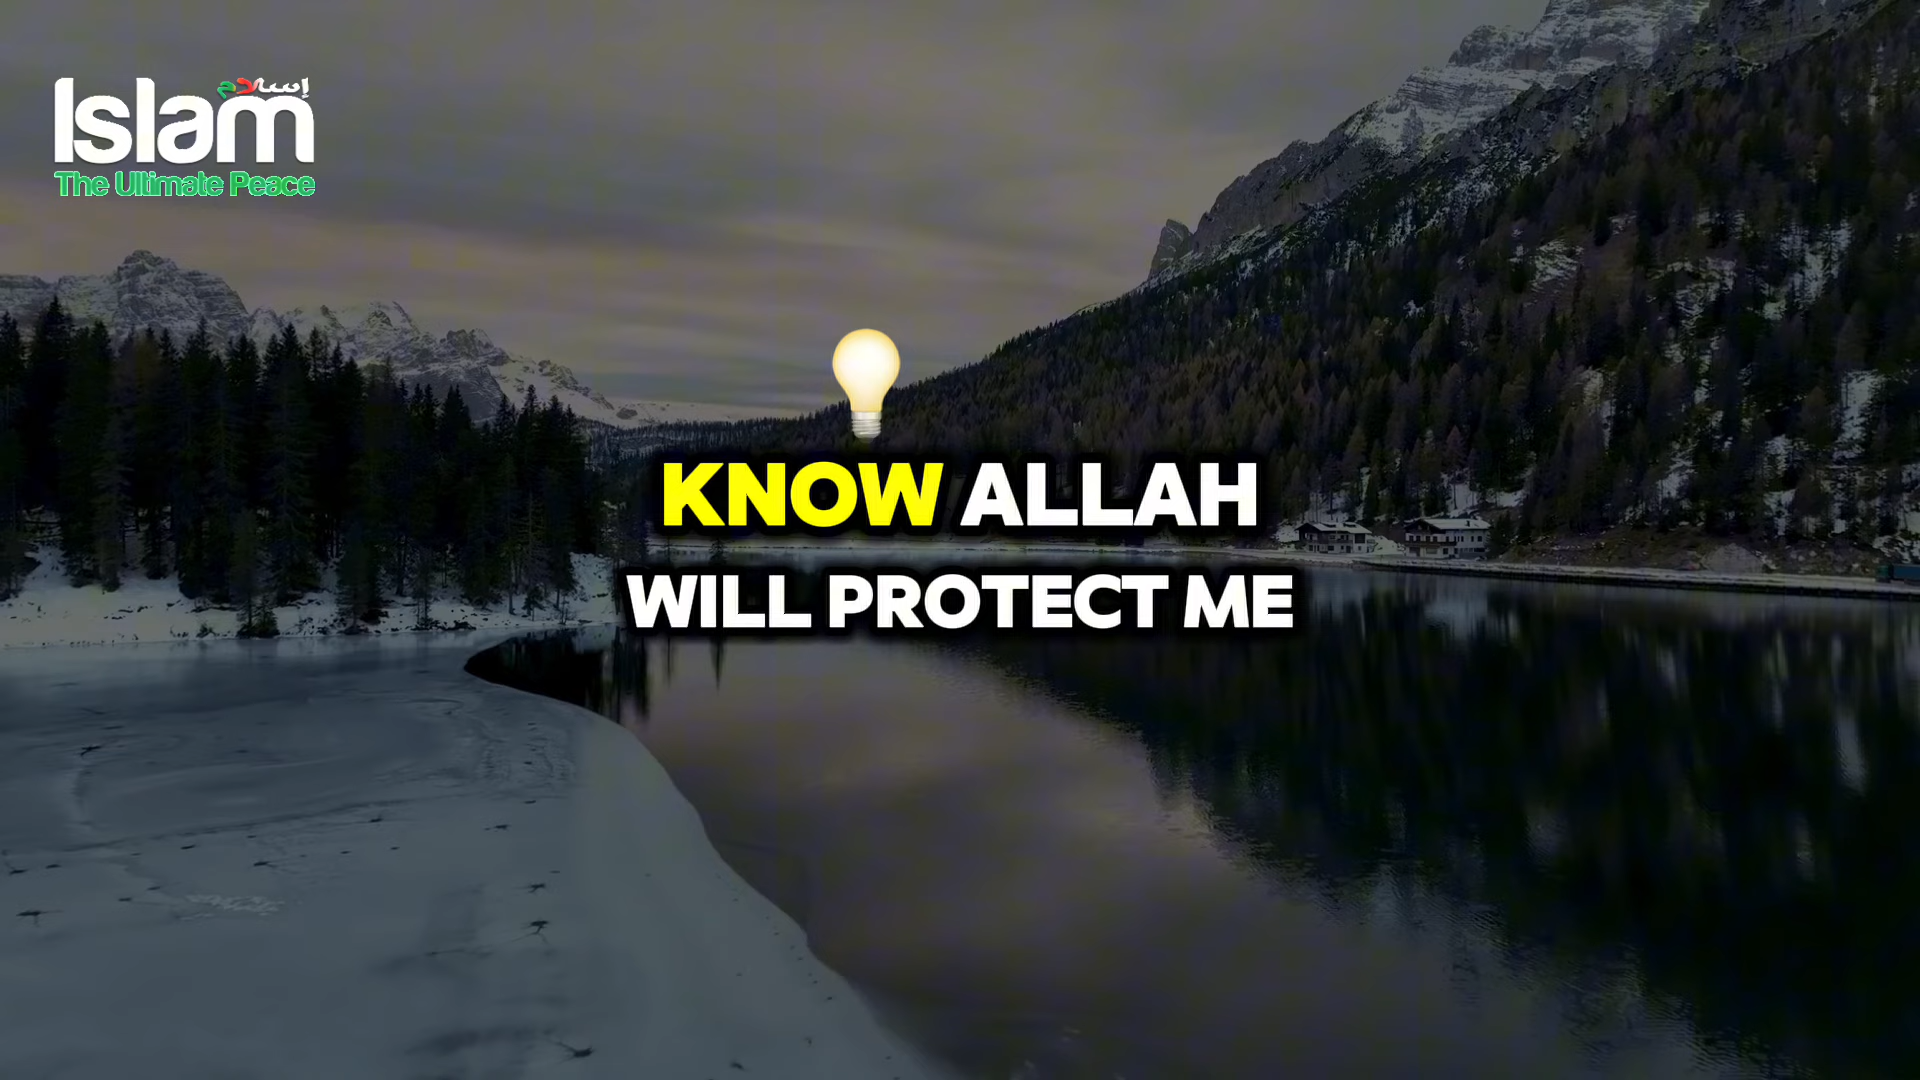 إسلام
Islam
The Ultimate Peace
KNOW ALLAH
WILL PROTECT ME